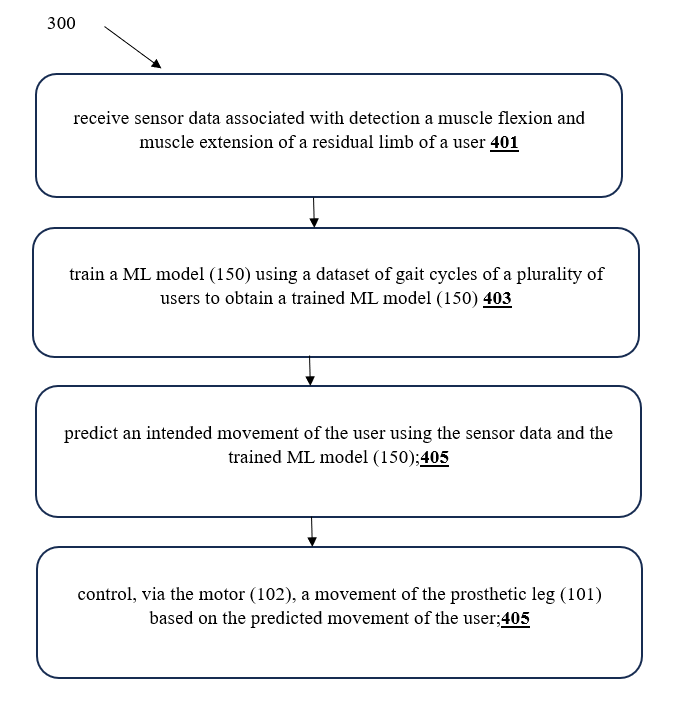 300
receive sensor data associated with detection a muscle flexion and
muscle extension of a residual limb of a user 401
train a ML model (150) using a dataset of gait cycles of a plurality of
users to obtain a trained ML model (150) 403
predict an intended movement of the user using the sensor data and the
trained ML model (150);405
control, via the motor (102), a movement of the prosthetic leg (101)
based on the predicted movement of the user;405